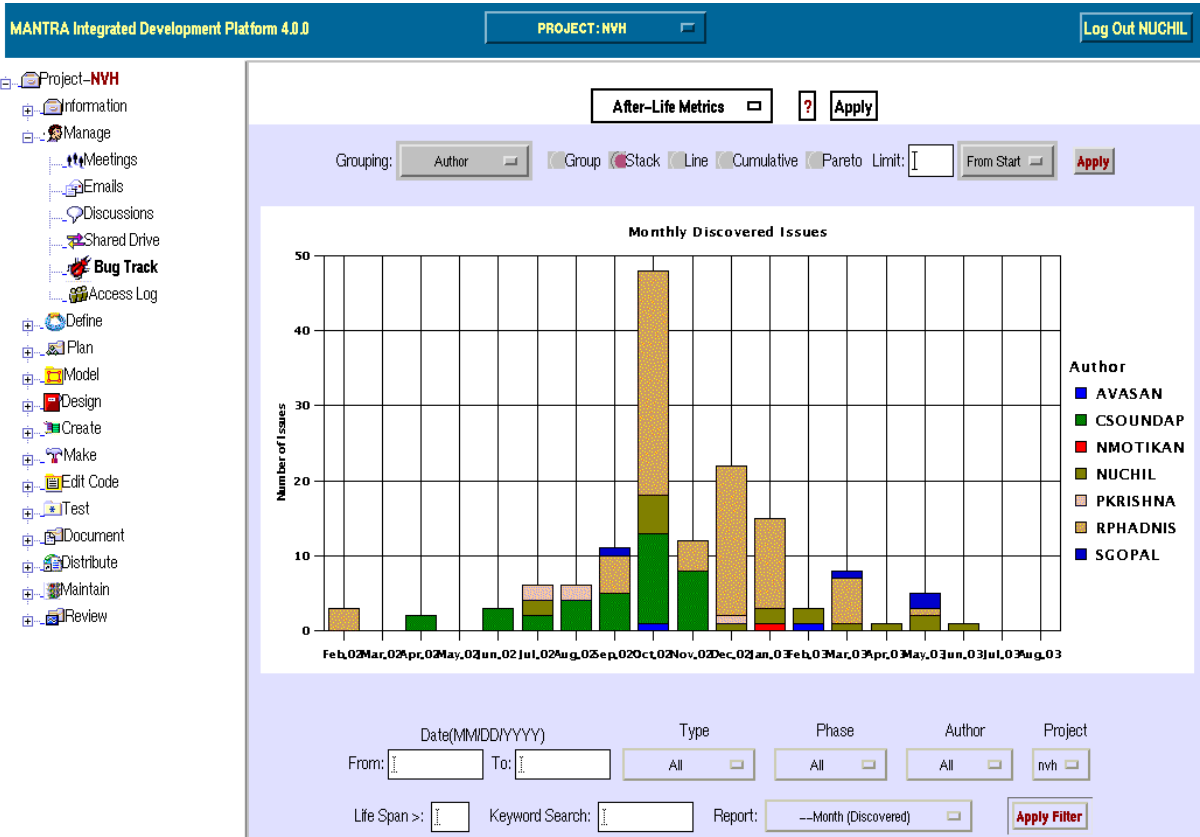 MANTRA Integrated Development Platform 4.0.0
PROJECT:NVH
Log Out NUCHIL
Project-NVH
Information
Manage
Meetings
Emails
Discussions
Shared Drive
Bug Track
Access Log
Define
Plan
Model
Design
Create
Make
Edit Code
Test
Document
Distribute
Maintain
Review
After-Life Metrics
?
Apply
Grouping: Author Group Stack Line Cumulative Pareto Limit: From Start Apply
Monthly Discovered Issues
50
40
30
20
10
0
Number of Issues
Feb,02 Mar,02 Apr,02 May,02 Jun,02 Jul,02 Aug,02 Sep,02 Oct,02 Nov,02 Dec,02 Jan,03 Feb,03 Mar,03 Apr,03 May,03 Jun,03 Jul,03 Aug,03
Author
AVASAN
CSOUNDAP
NMOTIKAN
NUCHIL
PKRISHNA
RPHADNIS
SGOPAL
Date(MM/DD/YYYY) Type Phase Author Project
From: To: All All All nvh
Life Span >: Keyword Search: Report: --Month (Discovered) Apply Filter